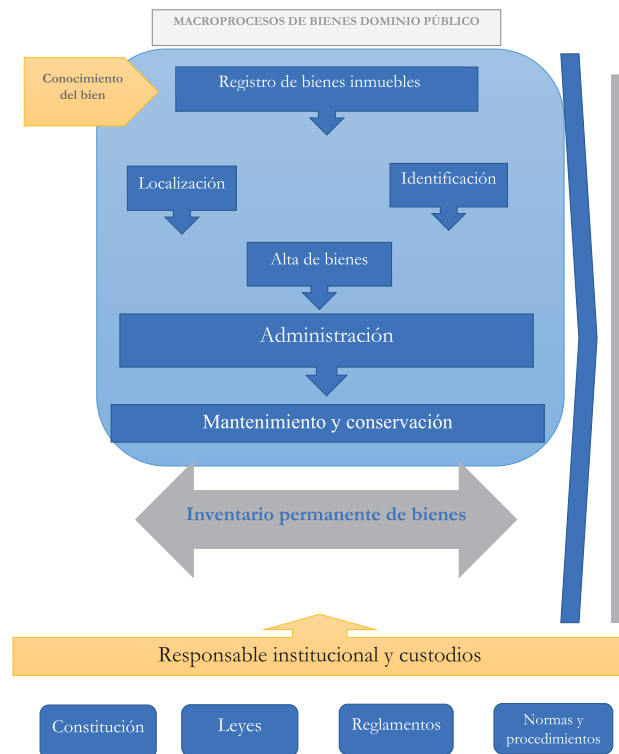 MACROPROCESOS DE BIENES DOMINIO PÚBLICO
Conocimiento
del bien
Registro de bienes inmuebles
Localización
Identificación
Alta de bienes
Administración
Mantenimiento y conservación
Inventario permanente de bienes
Responsable institucional y custodios
Constitución
Leyes
Reglamentos
Normas y
procedimientos